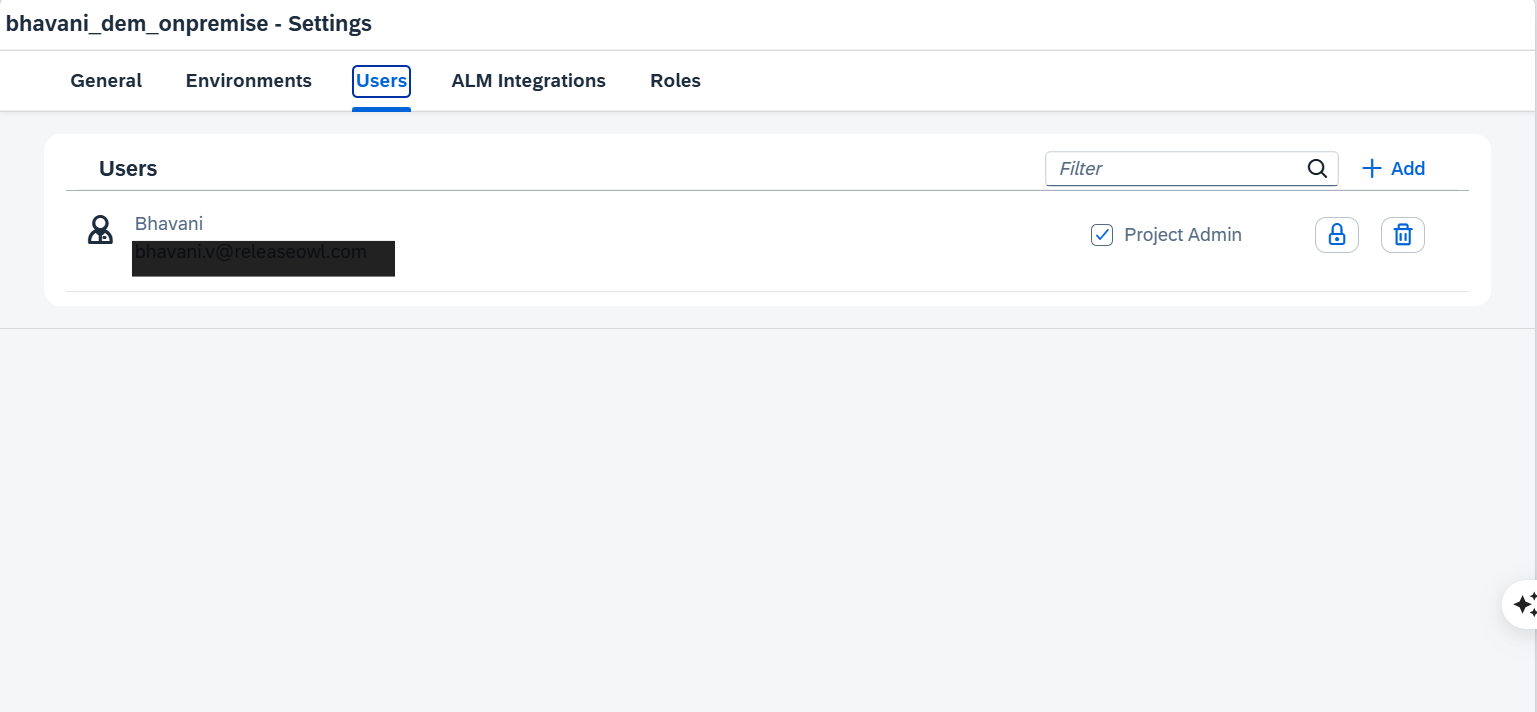 bhavani_dem_onpremise - Settings
General Environments Users ALM Integrations Roles
Users Filter Add
Bhavani Project Admin
bhavani.v@releaseowl.com